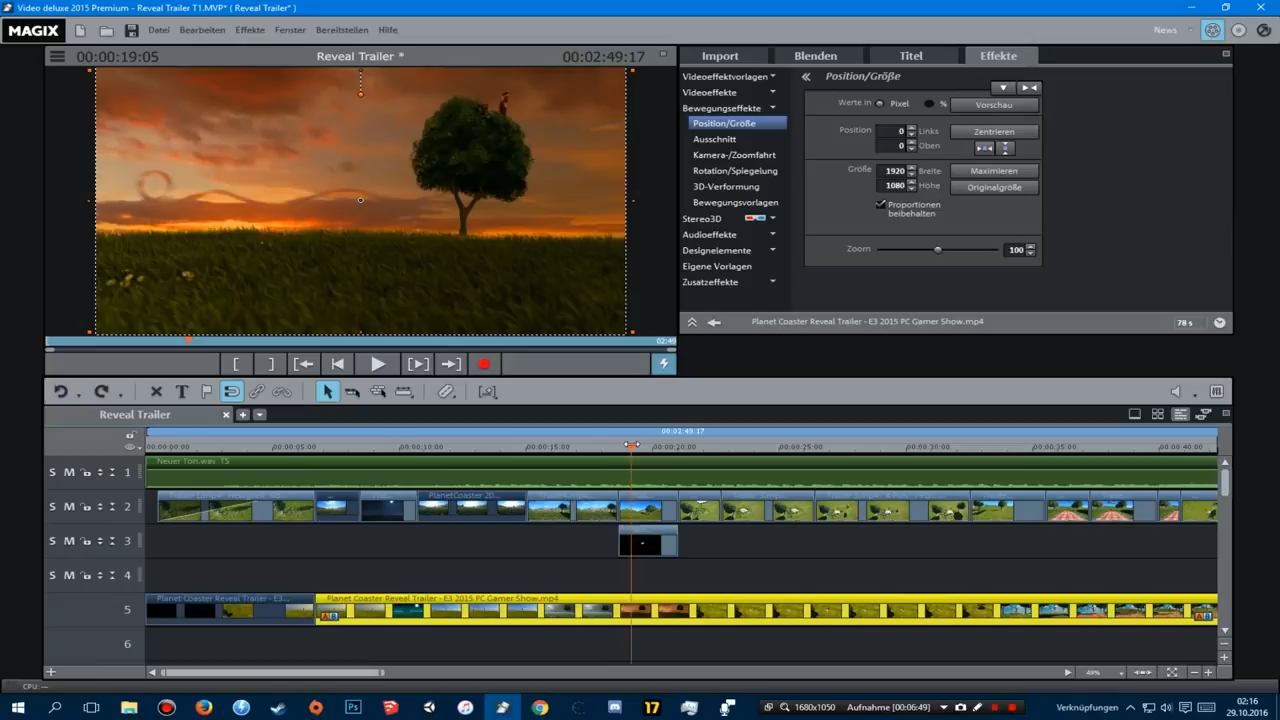 Video deluxe 2015 Premium - Reveal Trailer T1.MVP* ( Reveal Trailer* )
MAGIX
Datei Bearbeiten Effekte Fenster Bereitstellen Hilfe
News
00:00:19:05 Reveal Trailer * 00:02:49:17
Import Blenden Titel Effekte
Videoeffektvorlagen
Videoeffekte
Bewegungseffekte
Position/Größe
Ausschnitt
Kamera-/Zoomfahrt
Rotation/Spiegelung
3D-Verformung
Bewegungsvorlagen
Stereo3D
Audioeffekte
Designelemente
Eigene Vorlagen
Zusatzeffekte
Position/Größe
Werte in Pixel % Vorschau
Position 0 Links Zentrieren
0 Oben
Größe 1920 Breite Maximieren
1080 Höhe Originalgröße
Proportionen
beibehalten
Zoom 100
Planet Coaster Reveal Trailer - E3 2015 PC Gamer Show.mp4 78 s
02:49
Reveal Trailer
00:02:49:17
00:00:00:00 00:00:05:00 00:00:10:00 00:00:15:00 00:00:20:00 00:00:25:00 00:00:30:00 00:00:35:00 00:00:40:00
S M 1
Neuer Ton.wav TS
S M 2
PlanetCoaster 20...
S M 3
S M 4
5
Planet Coaster Reveal Trailer - E3... Planet Coaster Reveal Trailer - E3 2015 PC Gamer Show.mp4
6
49%
CPU: --
17
1680x1050 Aufnahme [00:06:49]
Verknüpfungen
02:16
29.10.2016